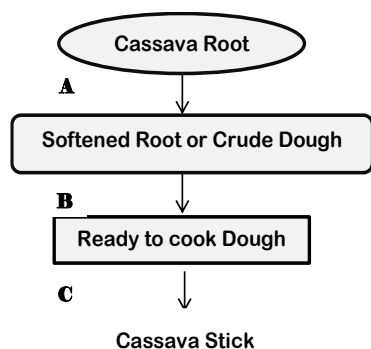 Cassava Root
A
Softened Root or Crude Dough
B
Ready to cook Dough
C
Cassava Stick